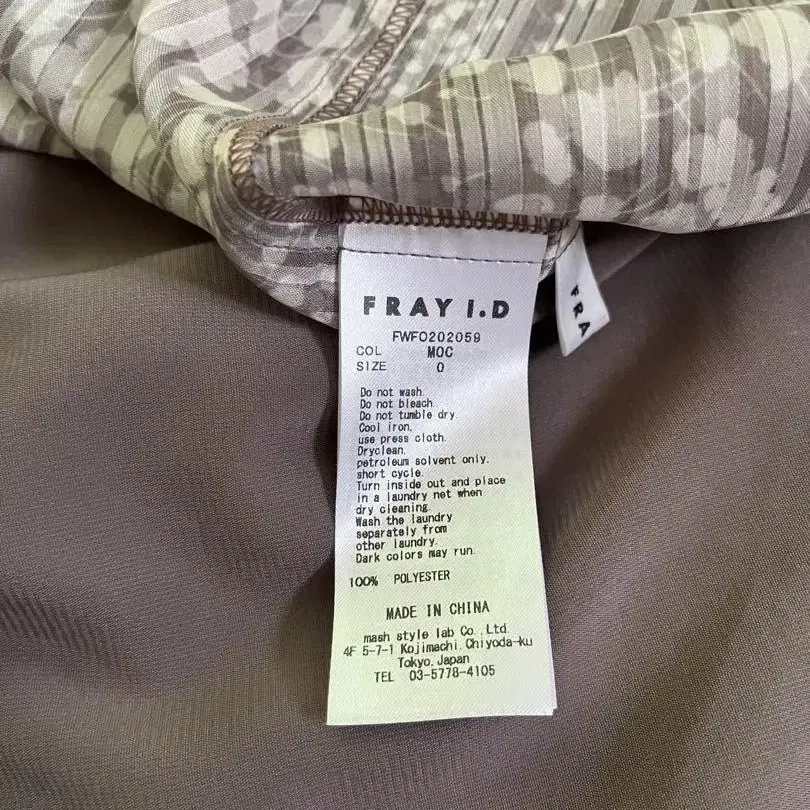 FRAY I.D
FWFO202059
COL MOC
SIZE 0
Do not wash.
Do not bleach.
Do not tumble dry.
Cool iron,
use press cloth.
Dryclean,
petroleum solvent only.
short cycle.
Turn inside out and place
in a laundry net when
dry cleaning.
Wash the laundry
separately from
other laundry.
Dark colors may run.
100% POLYESTER
MADE IN CHINA
mash style lab Co.,Ltd.
4F 5-7-1 Kojimachi, Chiyoda-ku
Tokyo, Japan
TEL 03-5778-4105
FRA